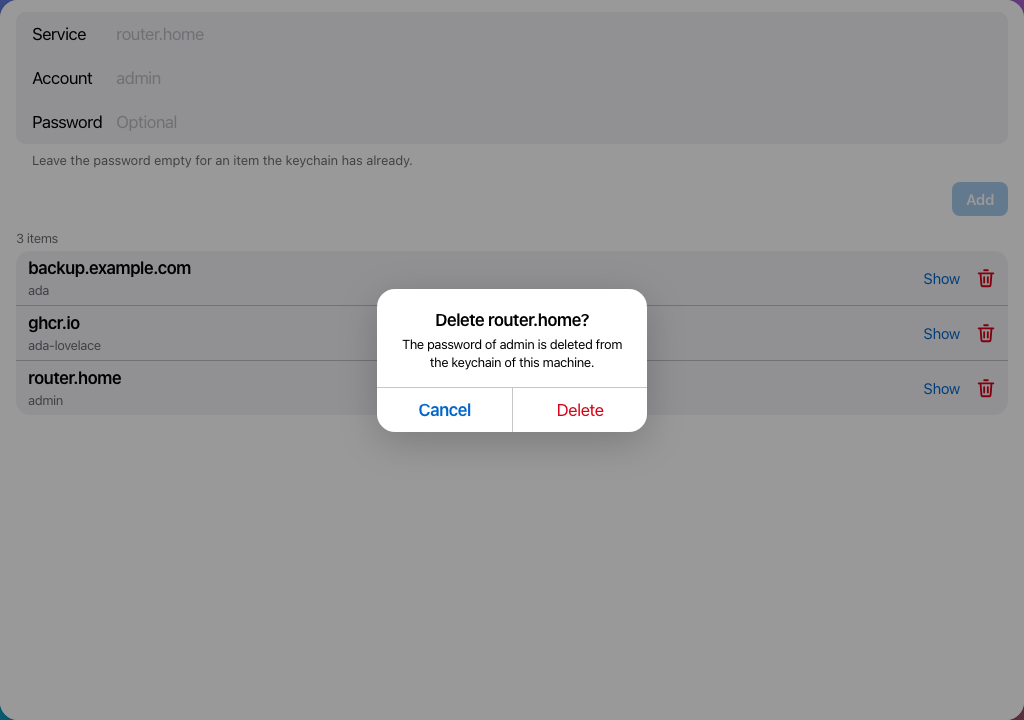 Service router.home
Account admin
Password Optional
Leave the password empty for an item the keychain has already.
Add
3 items
backup.example.com
ada
Show
ghcr.io
ada-lovelace
Show
router.home
admin
Show
Delete router.home?
The password of admin is deleted from
the keychain of this machine.
Cancel Delete